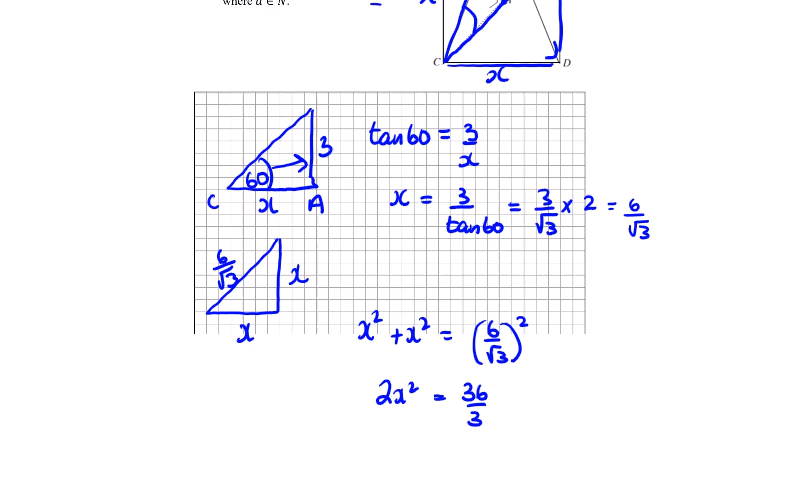 where a ∈ N.
=
C D
x
tan60 = 3/x
3
60
C x A
x = 3/tan60 = 3/√3 × 2 = 6/√3
6/√3
x
x
x² + x² = (6/√3)²
2x² = 36/3